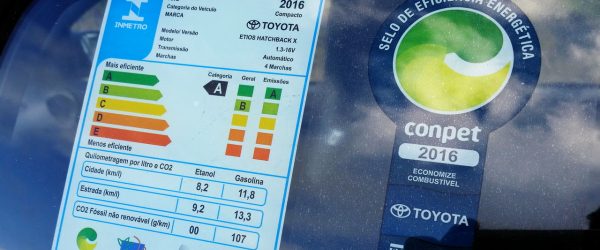 INMETRO
Categoria do Veículo
2016
Compacto
MARCA
TOYOTA
Modelo/ Versão
ETIOS HATCHBACK X
Motor
1.3-16V
Transmissão
Automático
Marchas
4 Marchas
Mais eficiente
Categoria
Geral
Emissões
A
B
C
D
E
A
A
B
C
D
E
A
B
C
D
E
Menos eficiente
Quilometragem por litro e CO2
Etanol
Gasolina
Cidade (km/l)
8,2
11,8
Estrada (km/l)
9,2
13,3
CO2 Fóssil não renovável (g/km)
00
107
SELO DE EFICIÊNCIA ENERGÉTICA
conpet
2016
ECONOMIZE
COMBUSTÍVEL
TOYOTA